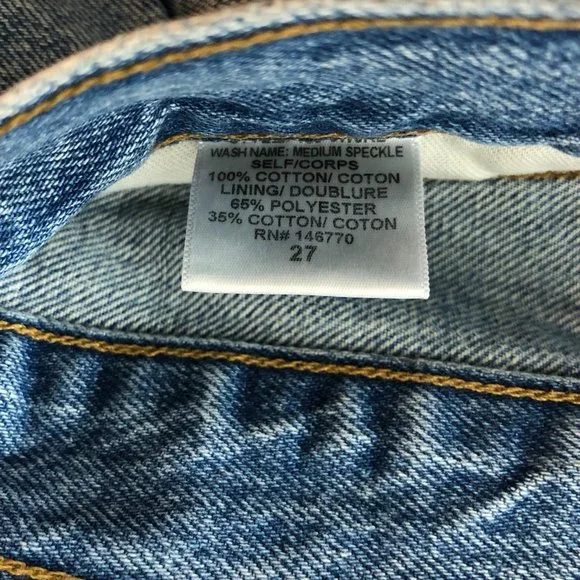 WASH NAME: MEDIUM SPECKLE
SELF/CORPS
100% COTTON/ COTON
LINING/ DOUBLURE
65% POLYESTER
35% COTTON/ COTON
RN# 146770
27